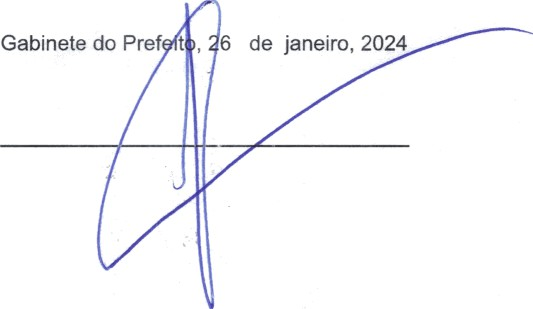 Gabinete do Prefeito, 26 de janeiro, 2024